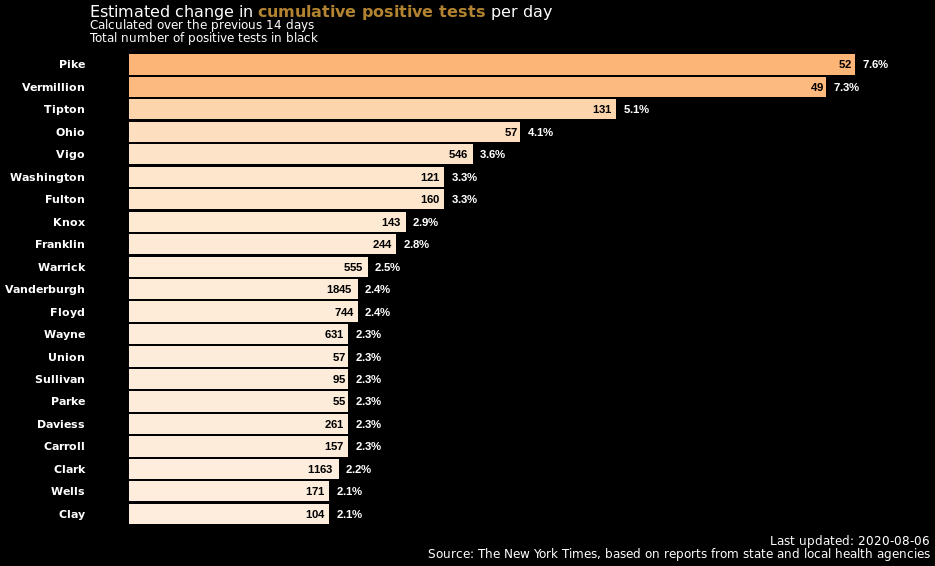 Estimated change in cumulative positive tests per day
Calculated over the previous 14 days
Total number of positive tests in black
Pike 52 7.6%
Vermillion 49 7.3%
Tipton 131 5.1%
Ohio 57 4.1%
Vigo 546 3.6%
Washington 121 3.3%
Fulton 160 3.3%
Knox 143 2.9%
Franklin 244 2.8%
Warrick 555 2.5%
Vanderburgh 1845 2.4%
Floyd 744 2.4%
Wayne 631 2.3%
Union 57 2.3%
Sullivan 95 2.3%
Parke 55 2.3%
Daviess 261 2.3%
Carroll 157 2.3%
Clark 1163 2.2%
Wells 171 2.1%
Clay 104 2.1%
Last updated: 2020-08-06
Source: The New York Times, based on reports from state and local health agencies